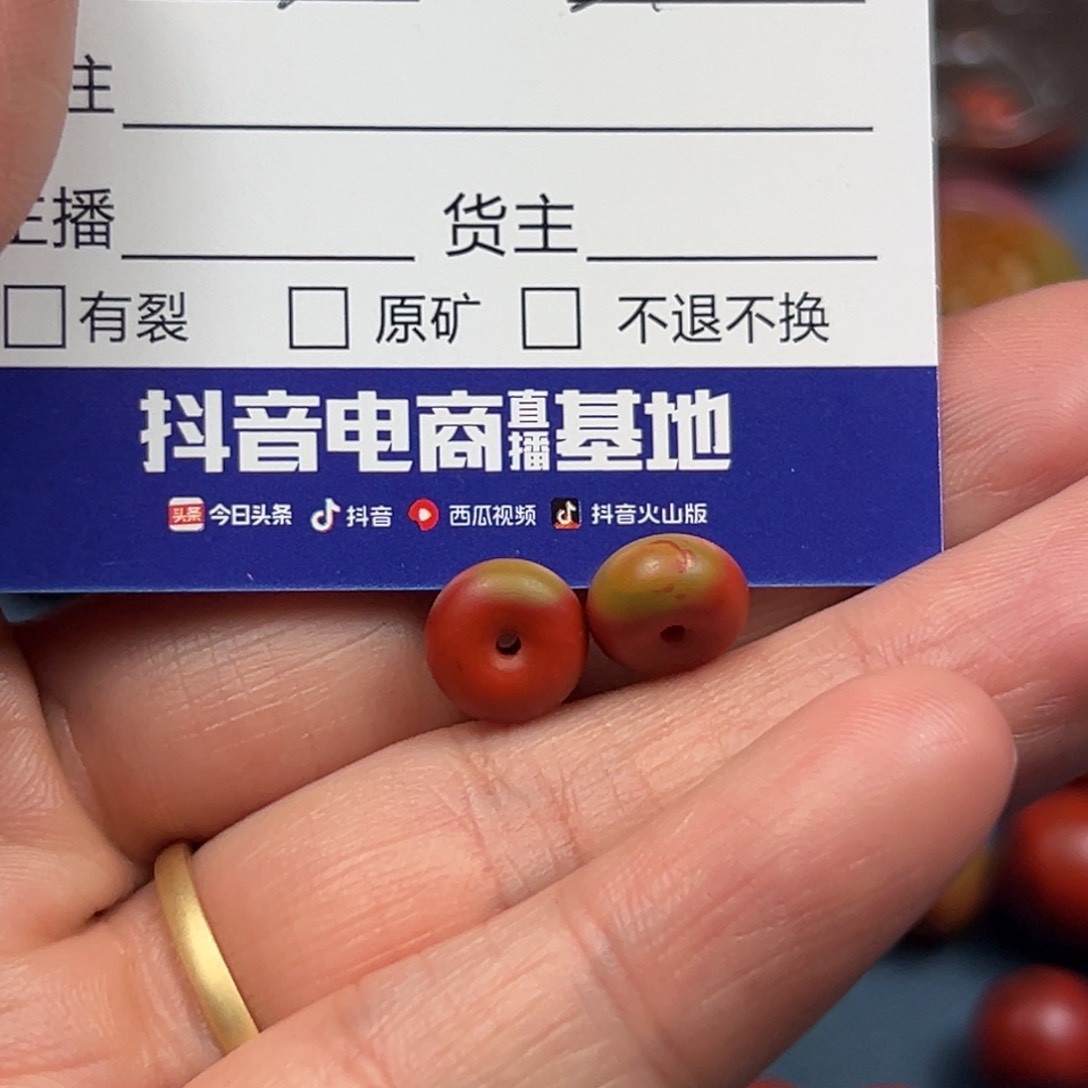 主
主播 货主
有裂 原矿 不退不换
抖音电商直播基地
头条 今日头条 抖音 西瓜视频 抖音火山版